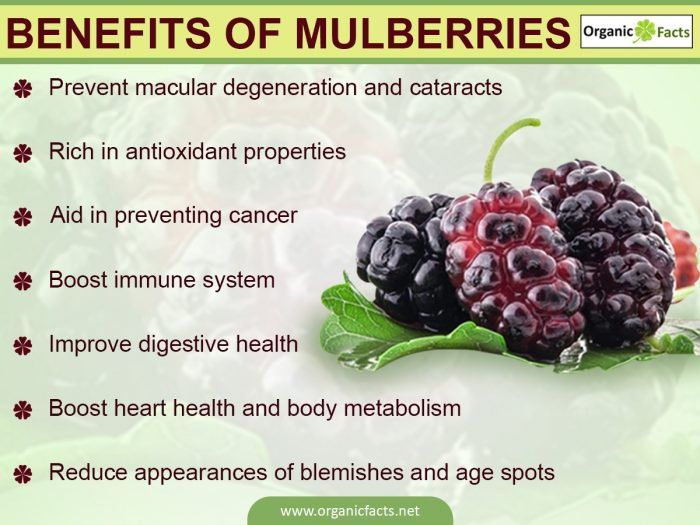 BENEFITS OF MULBERRIES
Organic Facts
Prevent macular degeneration and cataracts
Rich in antioxidant properties
Aid in preventing cancer
Boost immune system
Improve digestive health
Boost heart health and body metabolism
Reduce appearances of blemishes and age spots
www.organicfacts.net